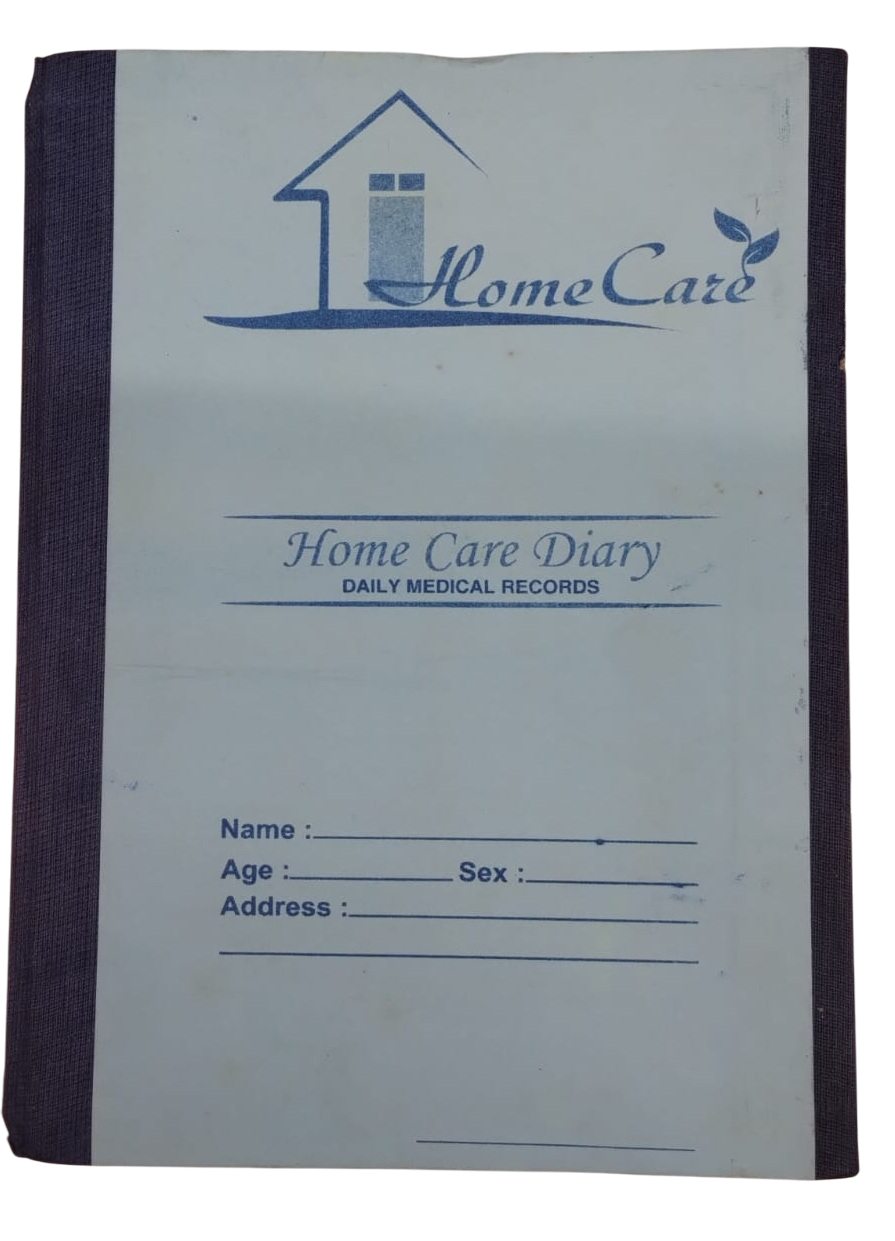 Home Care
Home Care Diary
DAILY MEDICAL RECORDS
Name :
Age : Sex :
Address :